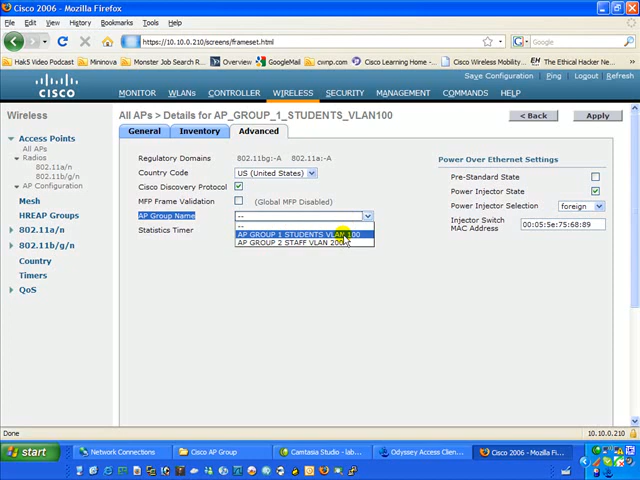 Cisco 2006 - Mozilla Firefox
File Edit View History Bookmarks Tools Help
https://10.10.0.210/screens/frameset.html
Google
Hak5 Video Podcast Mininova Monster Job Search R... Overview GoogleMail cwnp.com Cisco Wireless Mobility... The Ethical Hacker Ne...
Save Configuration Ping Logout Refresh
CISCO
MONITOR WLANs CONTROLLER WIRELESS SECURITY MANAGEMENT COMMANDS HELP
Wireless
All APs > Details for AP_GROUP_1_STUDENTS_VLAN100
< Back Apply
General Inventory Advanced
Access Points
All APs
Radios
802.11a/n
802.11b/g/n
AP Configuration
Mesh
HREAP Groups
802.11a/n
802.11b/g/n
Country
Timers
QoS
Regulatory Domains 802.11bg:-A 802.11a:-A
Country Code US (United States)
Cisco Discovery Protocol
MFP Frame Validation (Global MFP Disabled)
AP Group Name --
--
AP GROUP 1 STUDENTS VLAN 100
AP GROUP 2 STAFF VLAN 200
Statistics Timer
Power Over Ethernet Settings
Pre-Standard State
Power Injector State
Power Injector Selection foreign
Injector Switch MAC Address 00:05:5e:75:68:89
Done 10.10.0.210
start Network Connections Cisco AP Group Camtasia Studio - lab... Odyssey Access Clien... Cisco 2006 - Mozilla F...